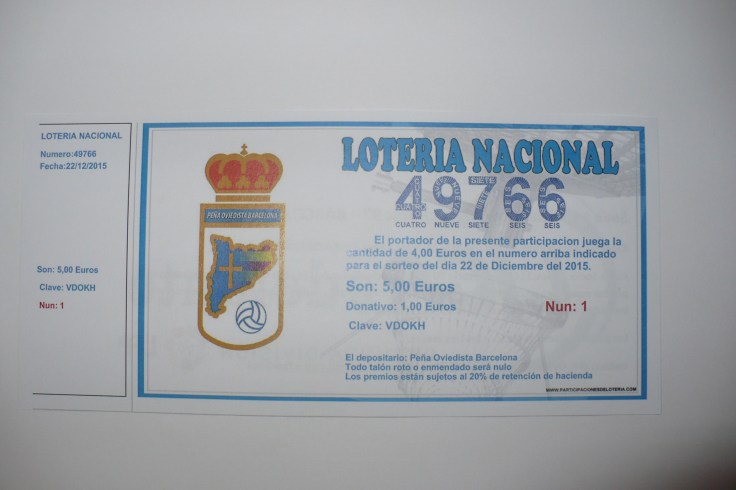 LOTERIA NACIONAL
Numero:49766
Fecha:22/12/2015
Son: 5,00 Euros
Clave: VDOKH
Nun: 1
PEÑA OVIEDISTA BARCELONA
LOTERIA NACIONAL
49766
CUATRO NUEVE SIETE SEIS SEIS
El portador de la presente participacion juega la
cantidad de 4,00 Euros en el numero arriba indicado
para el sorteo del dia 22 de Diciembre del 2015.
Son: 5,00 Euros
Donativo: 1,00 Euros Nun: 1
Clave: VDOKH
El depositario: Peña Oviedista Barcelona
Todo talón roto o enmendado será nulo
Los premios están sujetos al 20% de retención de hacienda
WWW.PARTICIPACIONESDELOTERIA.COM